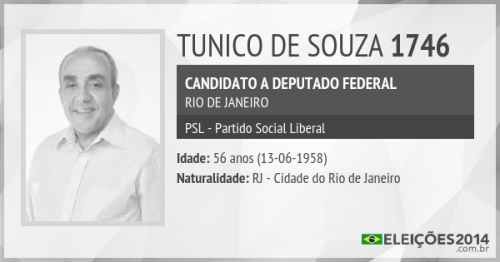 TUNICO DE SOUZA 1746
CANDIDATO A DEPUTADO FEDERAL
RIO DE JANEIRO
PSL - Partido Social Liberal
Idade: 56 anos (13-06-1958)
Naturalidade: RJ - Cidade do Rio de Janeiro
ELEIÇÕES2014
.com.br